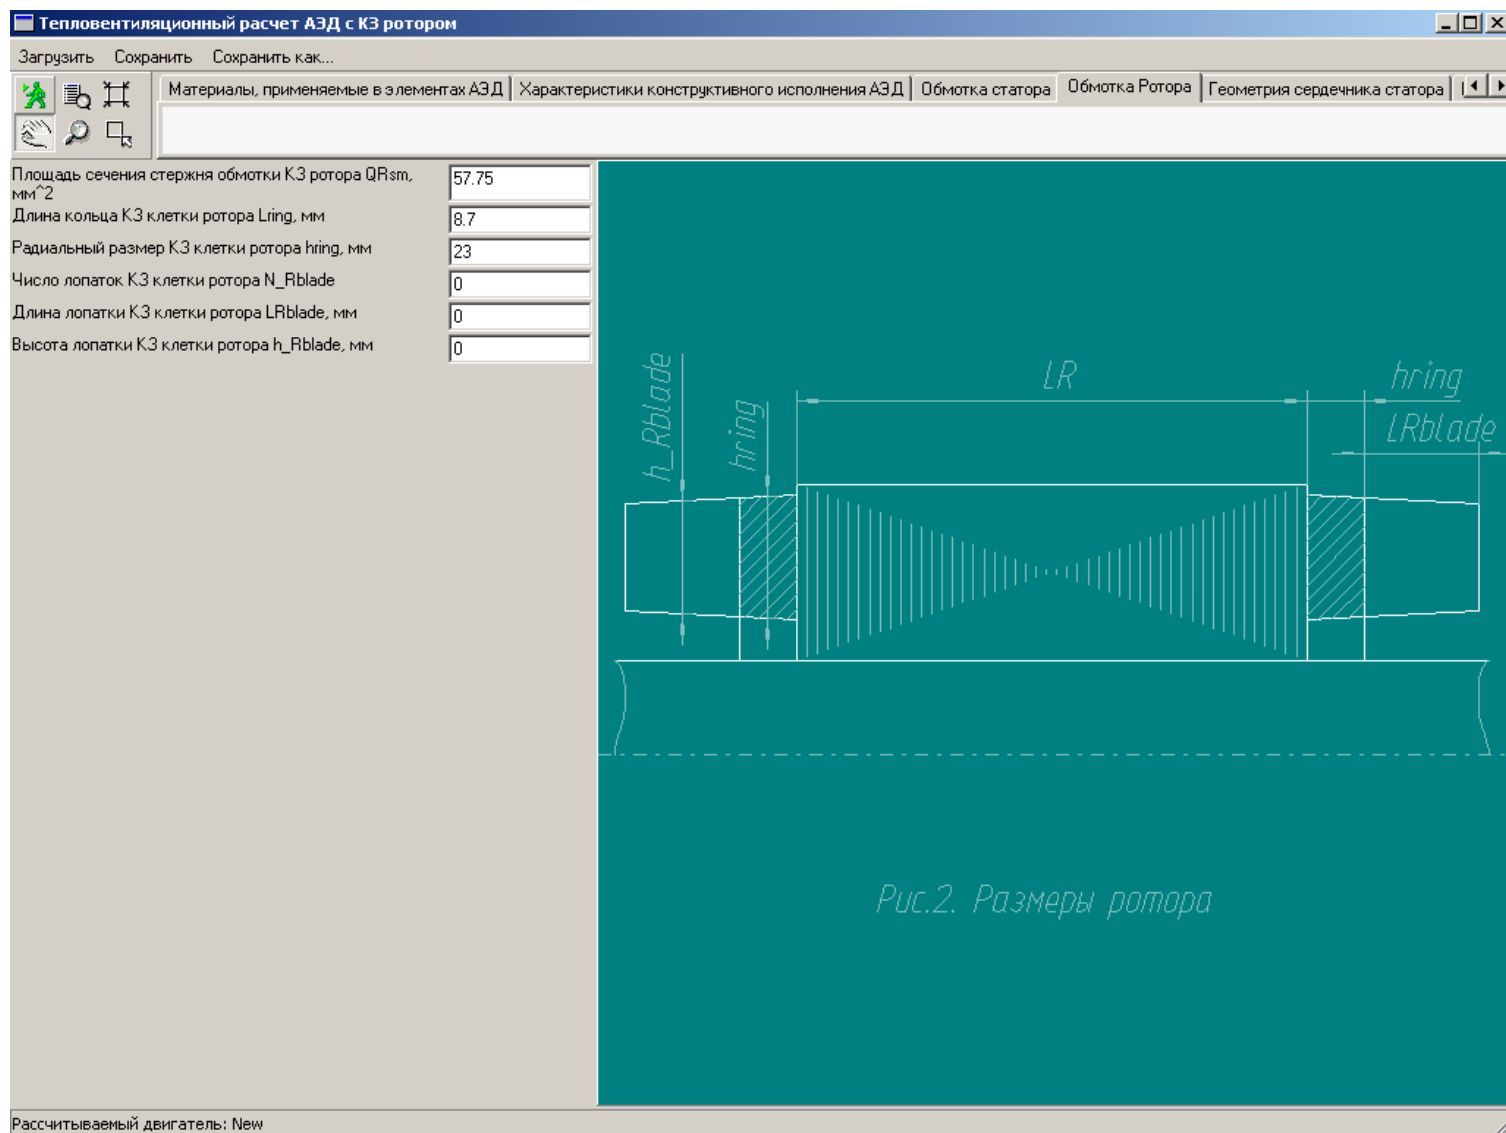 Тепловентиляционный расчет АЭД с КЗ ротором
Загрузить Сохранить Сохранить как...
Материалы, применяемые в элементах АЭД Характеристики конструктивного исполнения АЭД Обмотка статора Обмотка Ротора Геометрия сердечника статора
Площадь сечения стержня обмотки КЗ ротора QRsm, мм^2 57.75
Длина кольца КЗ клетки ротора Lring, мм 8.7
Радиальный размер КЗ клетки ротора hring, мм 23
Число лопаток КЗ клетки ротора N_Rblade 0
Длина лопатки КЗ клетки ротора LRblade, мм 0
Высота лопатки КЗ клетки ротора h_Rblade, мм 0
h_Rblade
hring
LR
hring
LRblade
Рис.2. Размеры ротора
Рассчитываемый двигатель: New